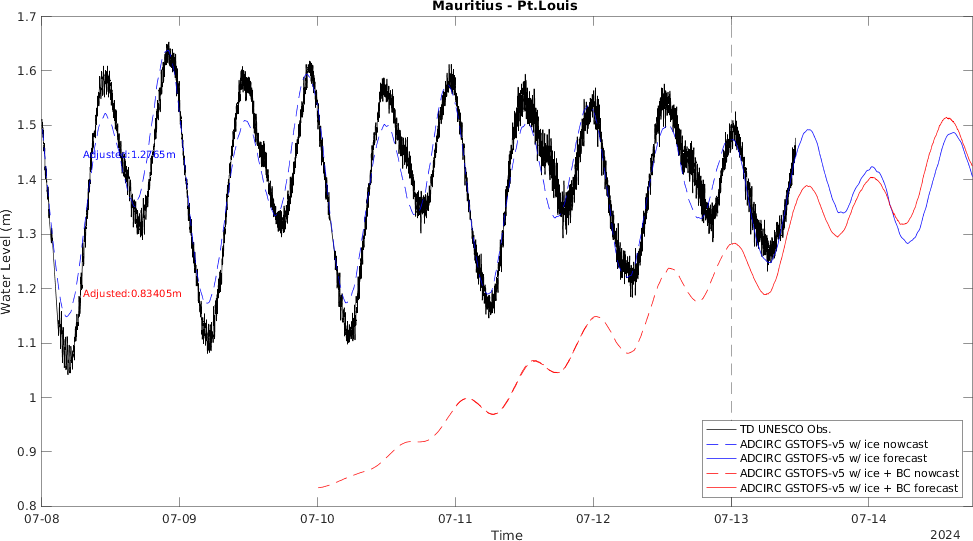 Mauritius - Pt.Louis
Water Level (m)
1.7
1.6
1.5
1.4
1.3
1.2
1.1
1
0.9
0.8
Adjusted:1.2765m
Adjusted:0.83405m
TD UNESCO Obs.
ADCIRC GSTOFS-v5 w/ ice nowcast
ADCIRC GSTOFS-v5 w/ ice forecast
ADCIRC GSTOFS-v5 w/ ice + BC nowcast
ADCIRC GSTOFS-v5 w/ ice + BC forecast
07-08 07-09 07-10 07-11 07-12 07-13 07-14
Time
2024